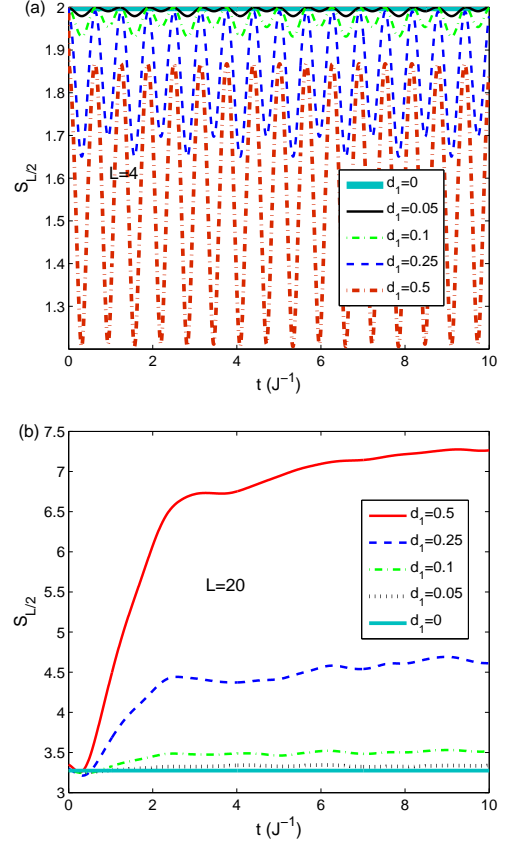 (a)
2
1.9
1.8
1.7
1.6
1.5
1.4
1.3
S_{L/2}
L=4
d_1=0
d_1=0.05
d_1=0.1
d_1=0.25
d_1=0.5
0 2 4 6 8 10
t (J^{-1})
(b)
7.5
7
6.5
6
5.5
5
4.5
4
3.5
3
S_{L/2}
L=20
d_1=0.5
d_1=0.25
d_1=0.1
d_1=0.05
d_1=0
0 2 4 6 8 10
t (J^{-1})